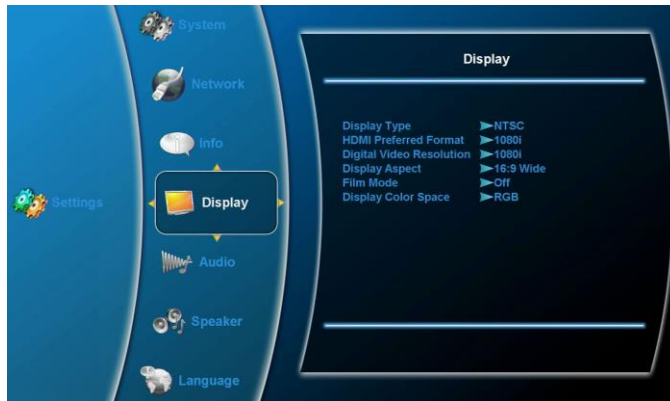 Settings
System
Network
Info
Display
Audio
Speaker
Language
Display
Display Type NTSC
HDMI Preferred Format 1080i
Digital Video Resolution 1080i
Display Aspect 16:9 Wide
Film Mode Off
Display Color Space RGB